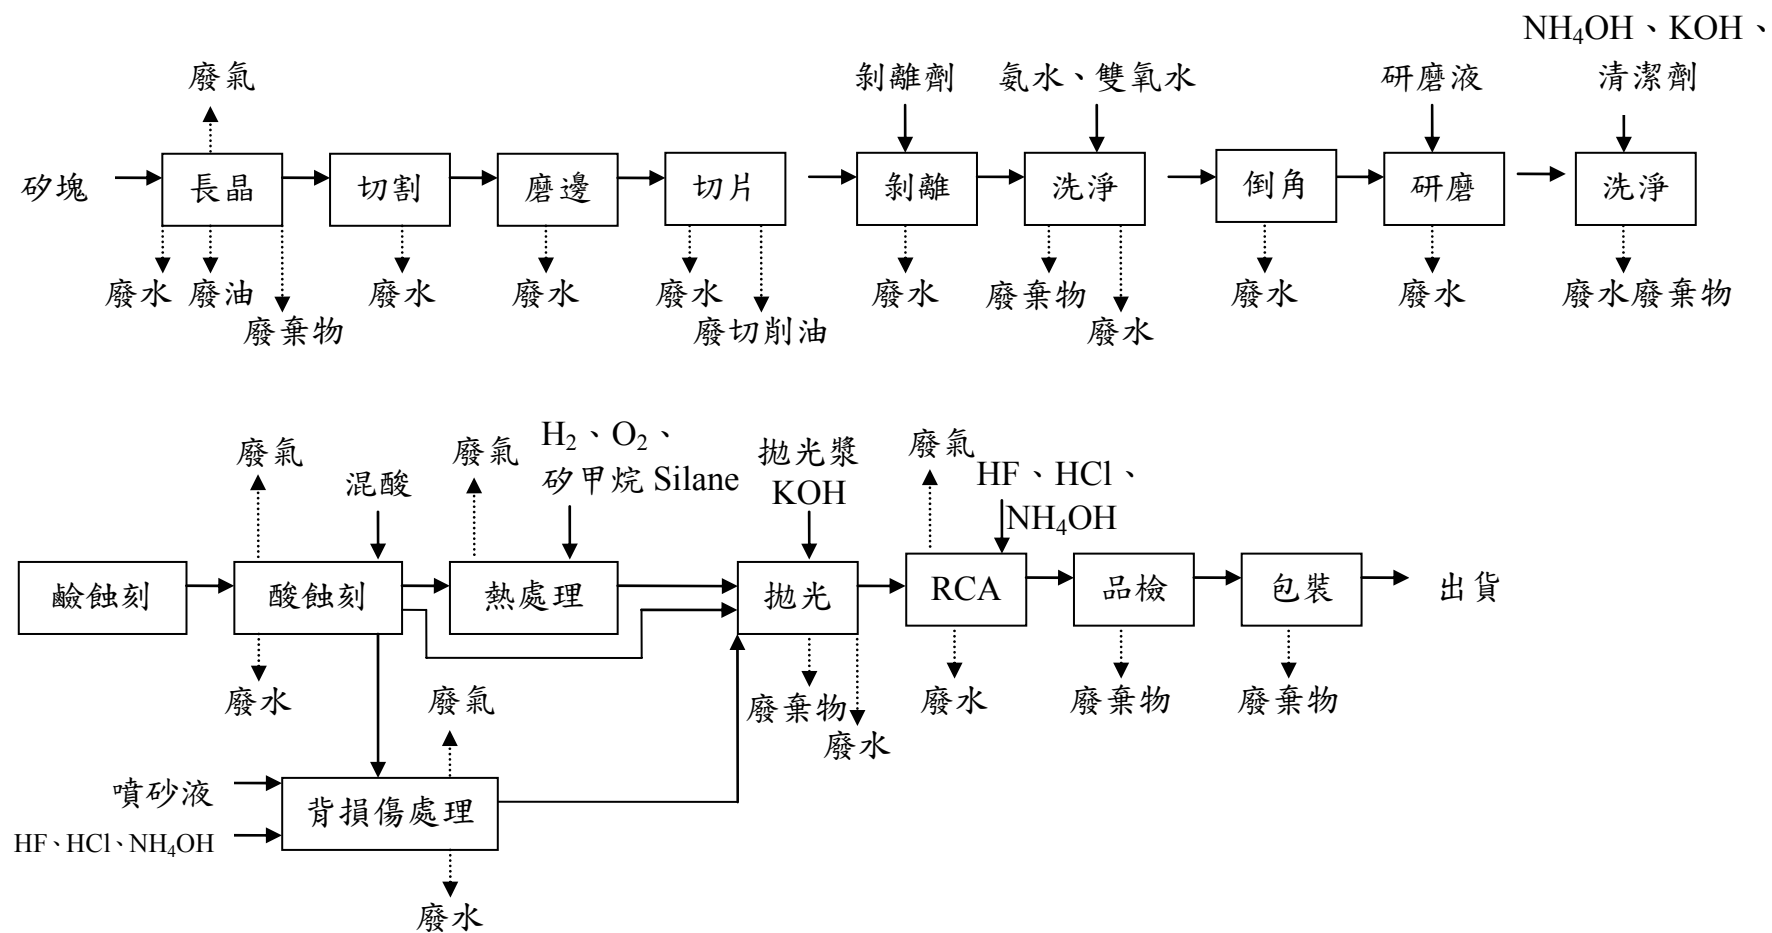 NH₄OH、KOH、
廢氣
剝離劑
氨水、雙氧水
研磨液
清潔劑
矽塊
長晶
切割
磨邊
切片
剝離
洗淨
倒角
研磨
洗淨
廢水
廢油
廢棄物
廢水
廢水
廢水
廢切削油
廢水
廢棄物
廢水
廢水
廢水
廢水廢棄物
廢氣
混酸
廢氣
H₂、O₂、
矽甲烷 Silane
拋光漿
KOH
廢氣
HF、HCl、
NH₄OH
鹼蝕刻
酸蝕刻
熱處理
拋光
RCA
品檢
包裝
出貨
廢水
廢氣
廢棄物
廢水
廢水
廢棄物
廢棄物
噴砂液
HF、HCl、NH₄OH
背損傷處理
廢水